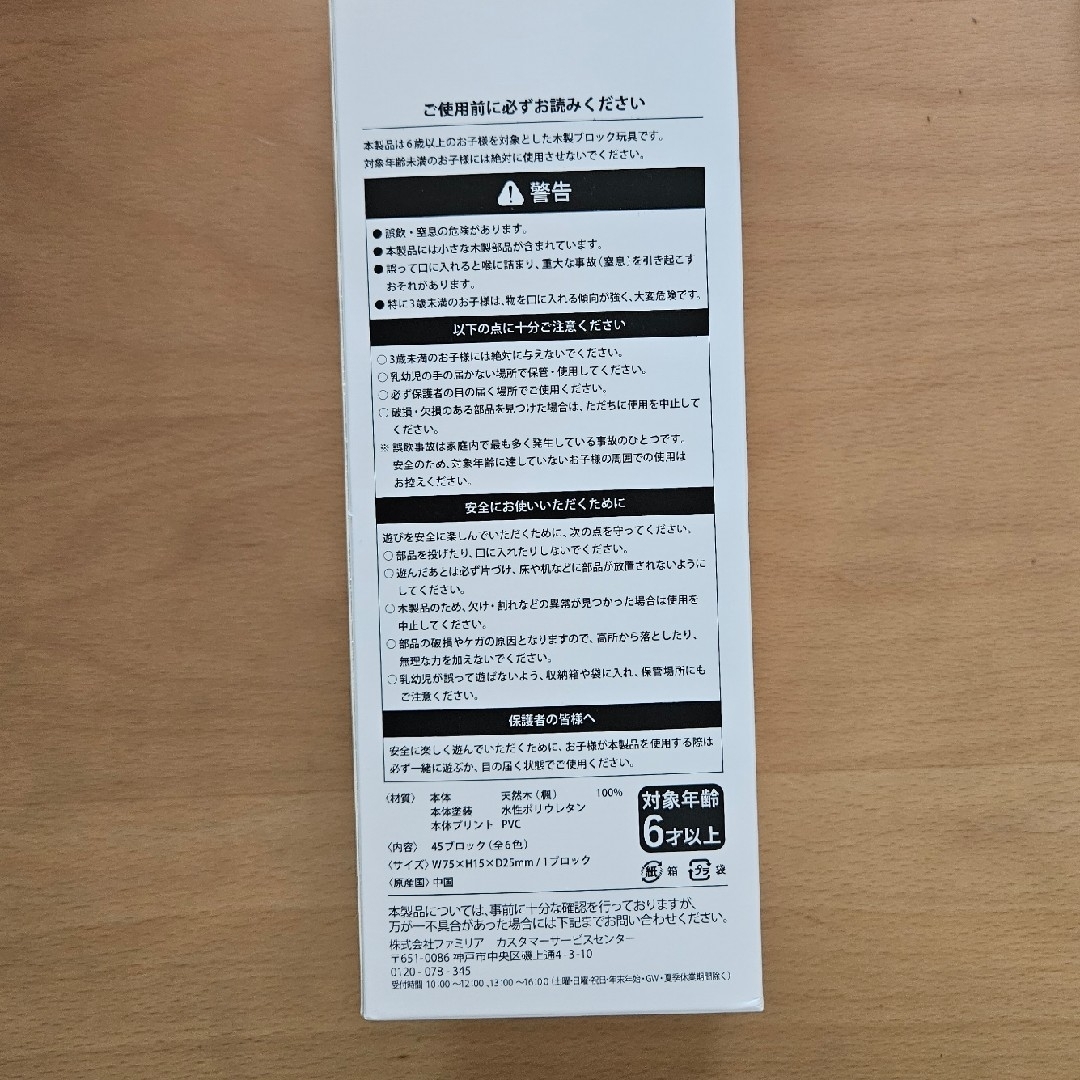 ご使用前に必ずお読みください
本製品は6歳以上のお子様を対象とした木製ブロック玩具です。
対象年齢未満のお子様には絶対に使用させないでください。
警告
●誤飲・窒息の危険があります。
●本製品には小さな木製部品が含まれています。
●誤って口に入れると喉に詰まり、重大な事故(窒息)を引き起こす
おそれがあります。
●特に3歳未満のお子様は、物を口に入れる傾向が強く、大変危険です。
以下の点に十分ご注意ください
○3歳未満のお子様には絶対に与えないでください。
○乳幼児の手の届かない場所で保管・使用してください。
○必ず保護者の目の届く場所でご使用ください。
○破損・欠損のある部品を見つけた場合は、ただちに使用を中止して
ください。
※誤飲事故は家庭内で最も多く発生している事故のひとつです。
安全のため、対象年齢に達していないお子様の周囲での使用は
お控えください。
安全にお使いいただくために
遊びを安全に楽しんでいただくために、次の点を守ってください。
○部品を投げたり、口に入れたりしないでください。
○遊んだあとは必ず片づけ、床や机などに部品が放置されないように
してください。
○木製品のため、欠け・割れなどの異常が見つかった場合は使用を
中止してください。
○部品の破損やケガの原因となりますので、高所から落としたり、
無理な力を加えないでください。
○乳幼児が誤って遊ばないよう、収納箱や袋に入れ、保管場所にも
ご注意ください。
保護者の皆様へ
安全に楽しく遊んでいただくために、お子様が本製品を使用する際は
必ず一緒に遊ぶか、目の届く状態でご使用ください。
〈材質〉 本体 天然木(楓) 100%
本体塗装 水性ポリウレタン
本体プリント PVC
〈内容〉 45ブロック(全6色)
〈サイズ〉W75×H15×D25mm/1ブロック
〈原産国〉中国
対象年齢
6才以上
紙 箱 プラ 袋
本製品については、事前に十分な確認を行っておりますが、
万が一不具合があった場合には下記までお問い合わせください。
株式会社ファミリア カスタマーサービスセンター
〒651-0086 神戸市中央区磯上通4-3-10
0120-078-345
受付時間 10:00～12:00、13:00～16:00(土曜・日曜・祝日・年末年始・GW・夏季休業期間除く)